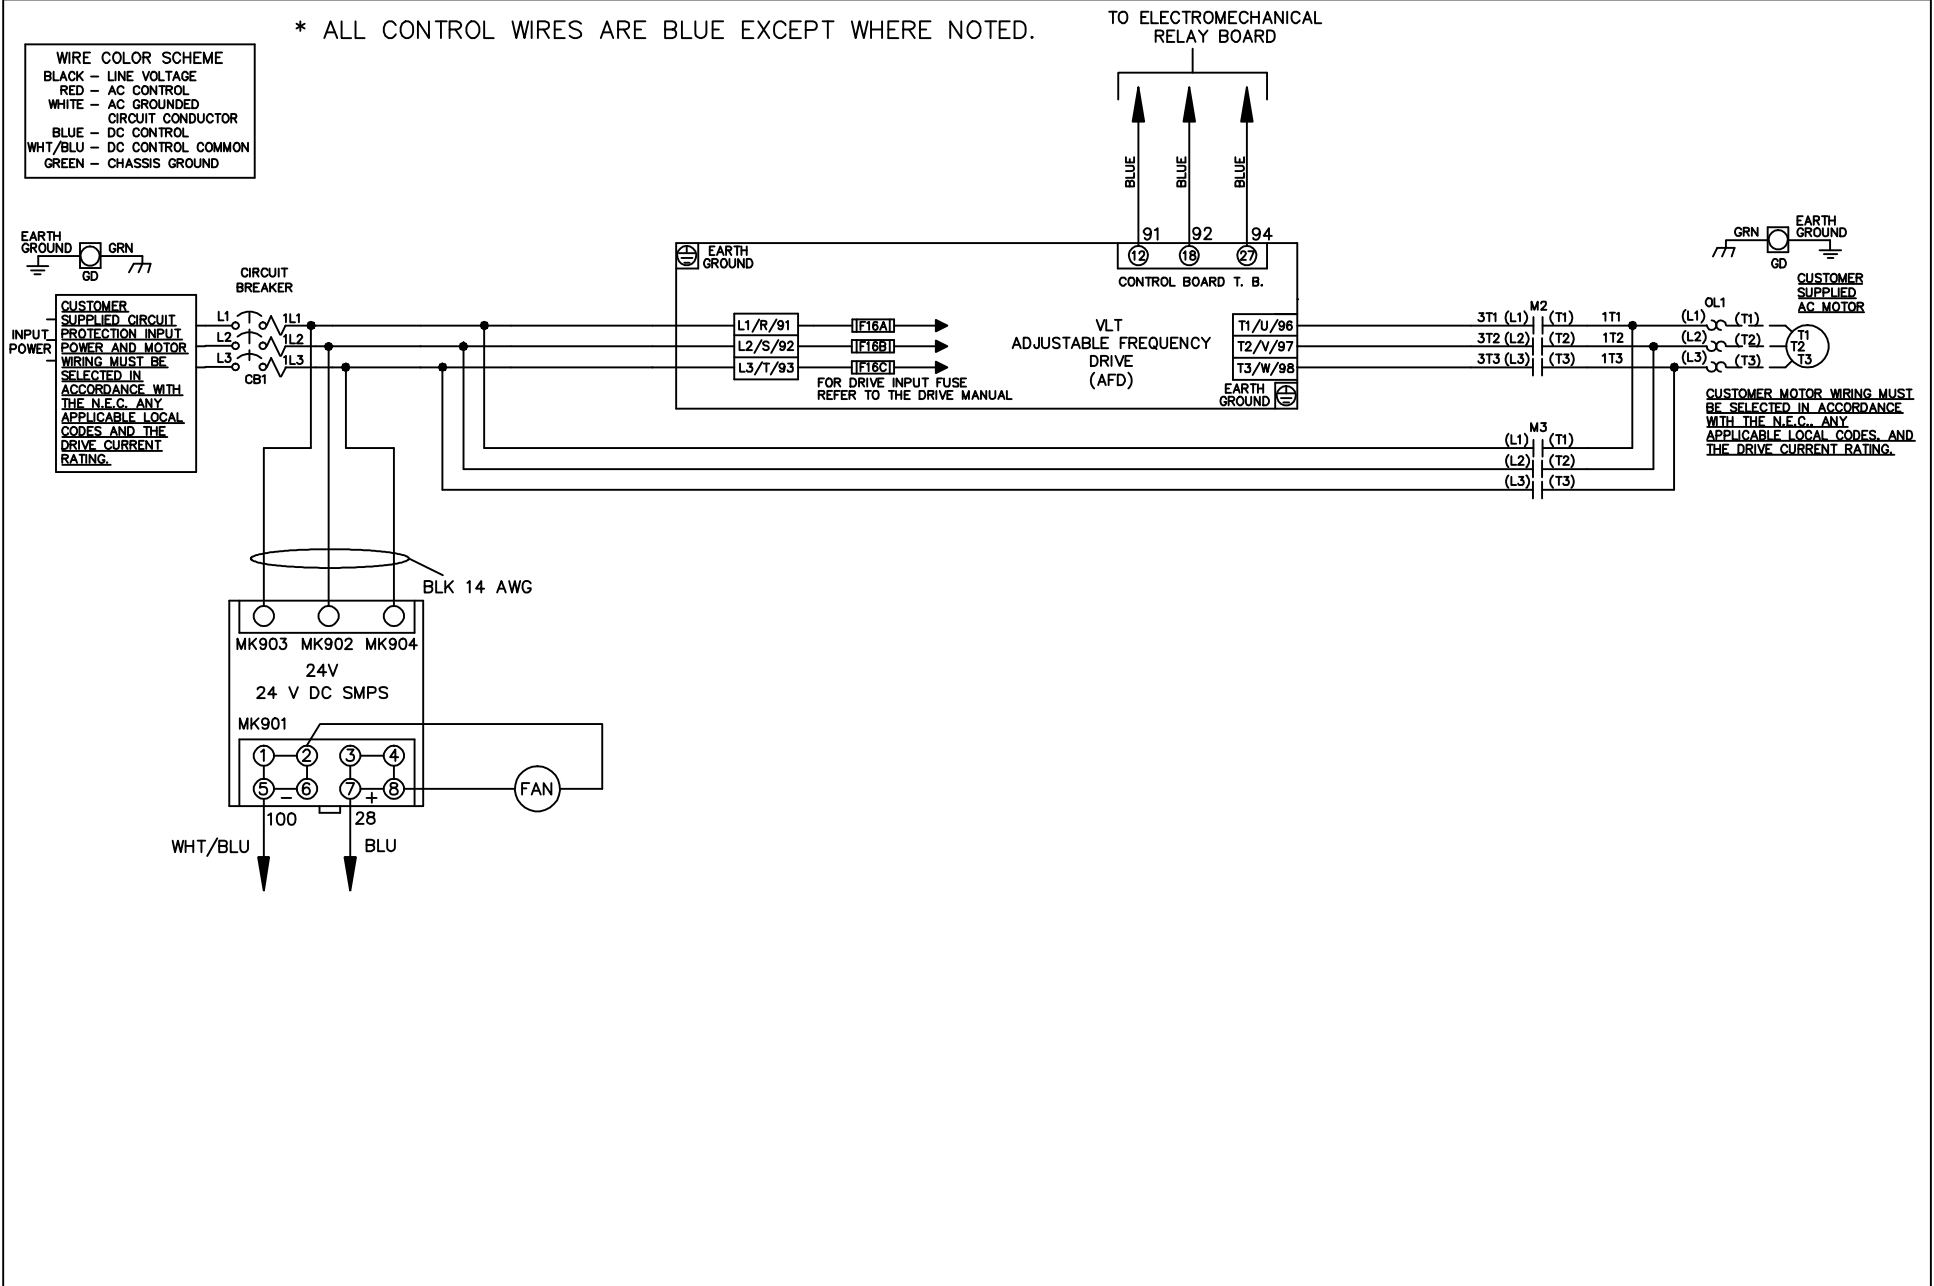 * ALL CONTROL WIRES ARE BLUE EXCEPT WHERE NOTED.
WIRE COLOR SCHEME
BLACK – LINE VOLTAGE
RED – AC CONTROL
WHITE – AC GROUNDED
CIRCUIT CONDUCTOR
BLUE – DC CONTROL
WHT/BLU – DC CONTROL COMMON
GREEN – CHASSIS GROUND
TO ELECTROMECHANICAL
RELAY BOARD
BLUE
BLUE
BLUE
91 92 94
12 18 27
CONTROL BOARD T. B.
EARTH
GROUND
GRN
GD
CIRCUIT
BREAKER
INPUT
POWER
CUSTOMER
SUPPLIED CIRCUIT
PROTECTION INPUT
POWER AND MOTOR
WIRING MUST BE
SELECTED IN
ACCORDANCE WITH
THE N.E.C. ANY
APPLICABLE LOCAL
CODES AND THE
DRIVE CURRENT
RATING.
L1 1L1
L2 1L2
L3 1L3
CB1
EARTH
GROUND
L1/R/91 F16A
L2/S/92 F16B
L3/T/93 F16C
FOR DRIVE INPUT FUSE
REFER TO THE DRIVE MANUAL
VLT
ADJUSTABLE FREQUENCY
DRIVE
(AFD)
T1/U/96
T2/V/97
T3/W/98
EARTH
GROUND
M2
3T1 (L1) (T1) 1T1
3T2 (L2) (T2) 1T2
3T3 (L3) (T3) 1T3
M3
(L1) (T1)
(L2) (T2)
(L3) (T3)
GRN
EARTH
GROUND
GD
CUSTOMER
SUPPLIED
AC MOTOR
OL1
(L1) (T1)
(L2) (T2)
(L3) (T3)
T1
T2
T3
CUSTOMER MOTOR WIRING MUST
BE SELECTED IN ACCORDANCE
WITH THE N.E.C., ANY
APPLICABLE LOCAL CODES, AND
THE DRIVE CURRENT RATING.
BLK 14 AWG
MK903 MK902 MK904
24V
24 V DC SMPS
MK901
1 2 3 4
5 – 6 7 + 8
FAN
100 28
WHT/BLU BLU